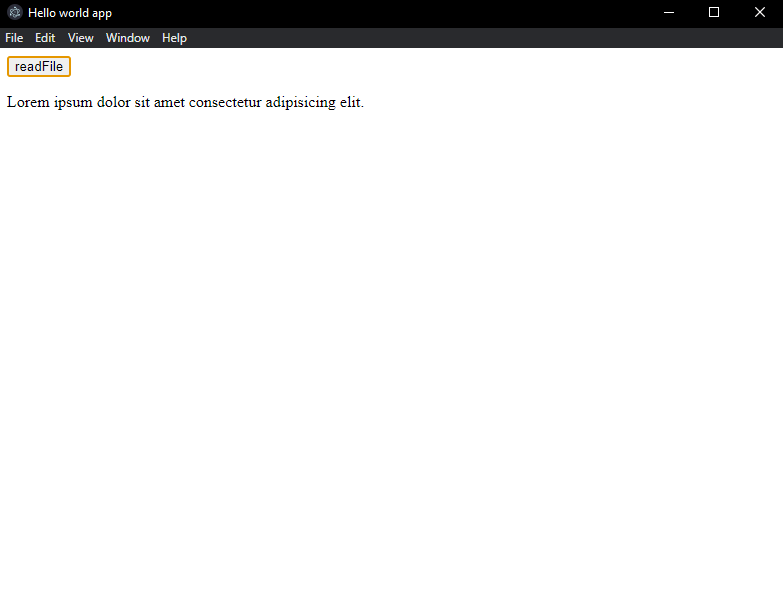 Hello world app
File Edit View Window Help
readFile
Lorem ipsum dolor sit amet consectetur adipisicing elit.